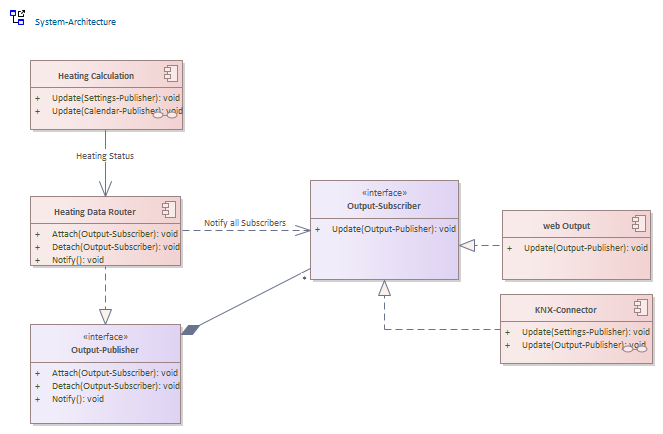 System-Architecture
Heating Calculation
+ Update(Settings-Publisher): void
+ Update(Calendar-Publisher): void
Heating Status
Heating Data Router
+ Attach(Output-Subscriber): void
+ Detach(Output-Subscriber): void
+ Notify(): void
Notify all Subscribers
«interface»
Output-Subscriber
+ Update(Output-Publisher): void
web Output
+ Update(Output-Publisher): void
*
KNX-Connector
+ Update(Settings-Publisher): void
+ Update(Output-Publisher): void
«interface»
Output-Publisher
+ Attach(Output-Subscriber): void
+ Detach(Output-Subscriber): void
+ Notify(): void